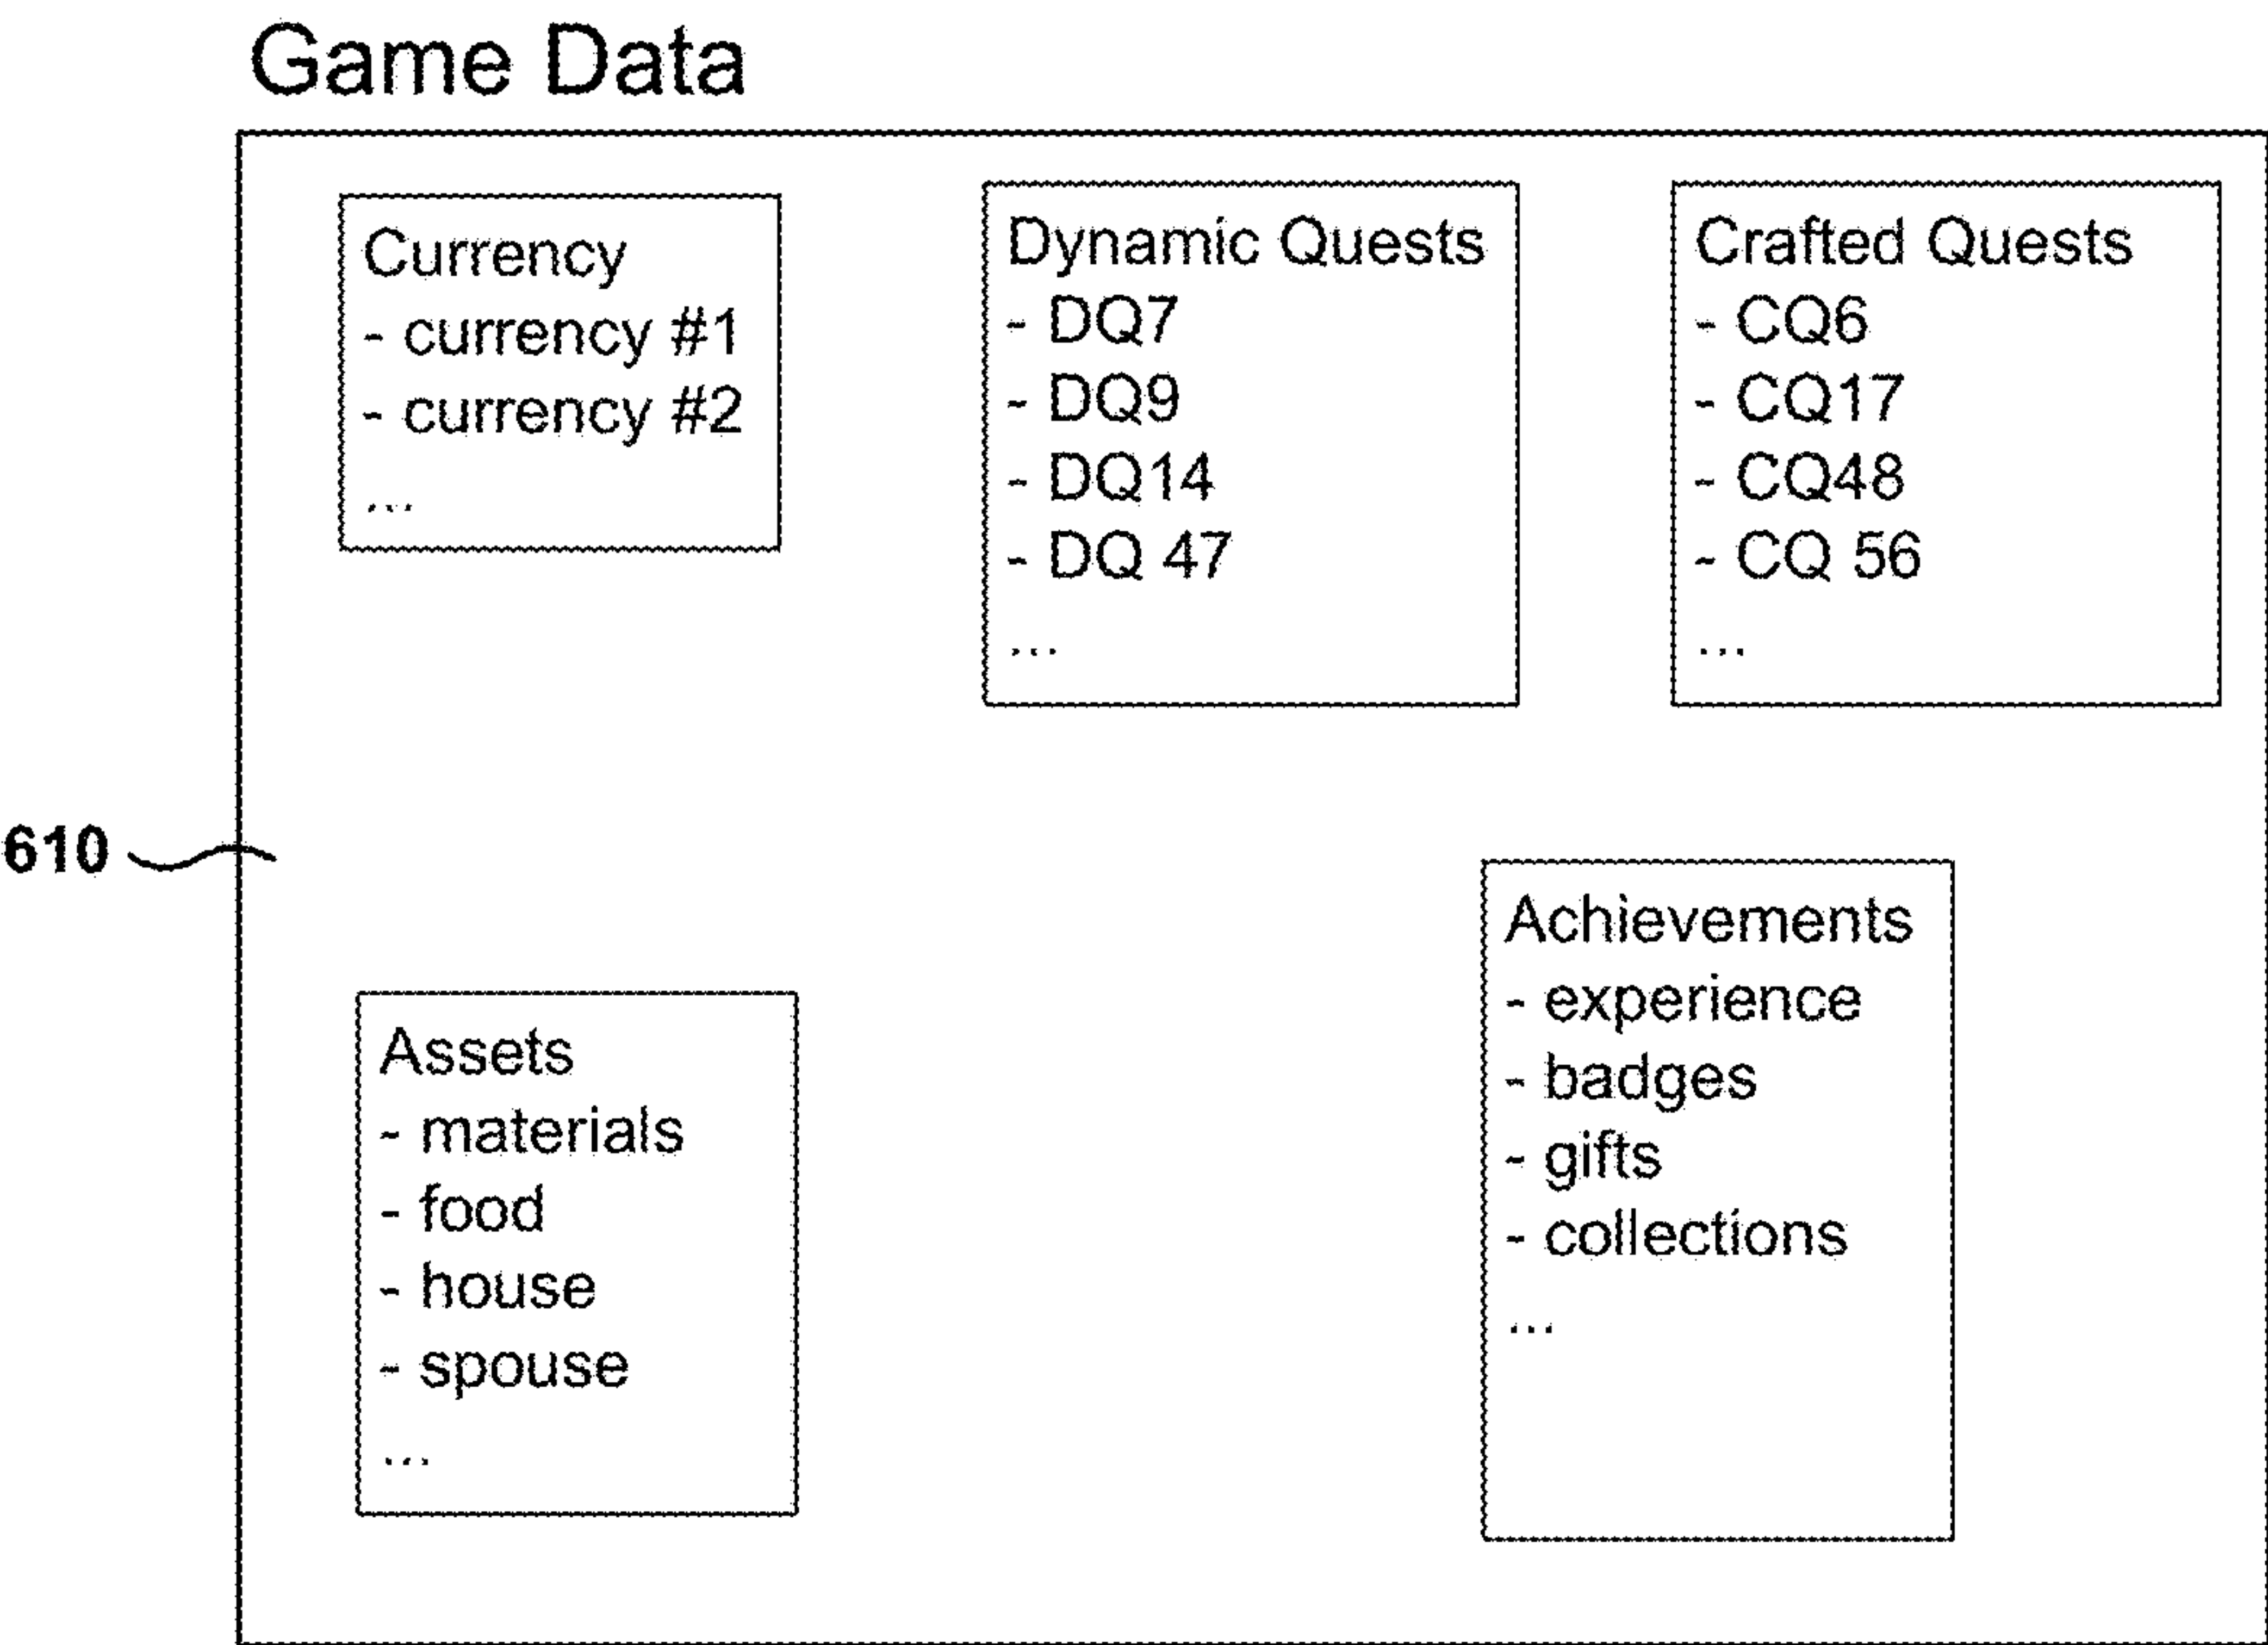 Game Data
Currency
- currency #1
- currency #2
...
Dynamic Quests
- DQ7
- DQ9
- DQ14
- DQ 47
...
Crafted Quests
- CQ6
- CQ17
- CQ48
- CQ 56
...
610
Assets
- materials
- food
- house
- spouse
...
Achievements
- experience
- badges
- gifts
- collections
...